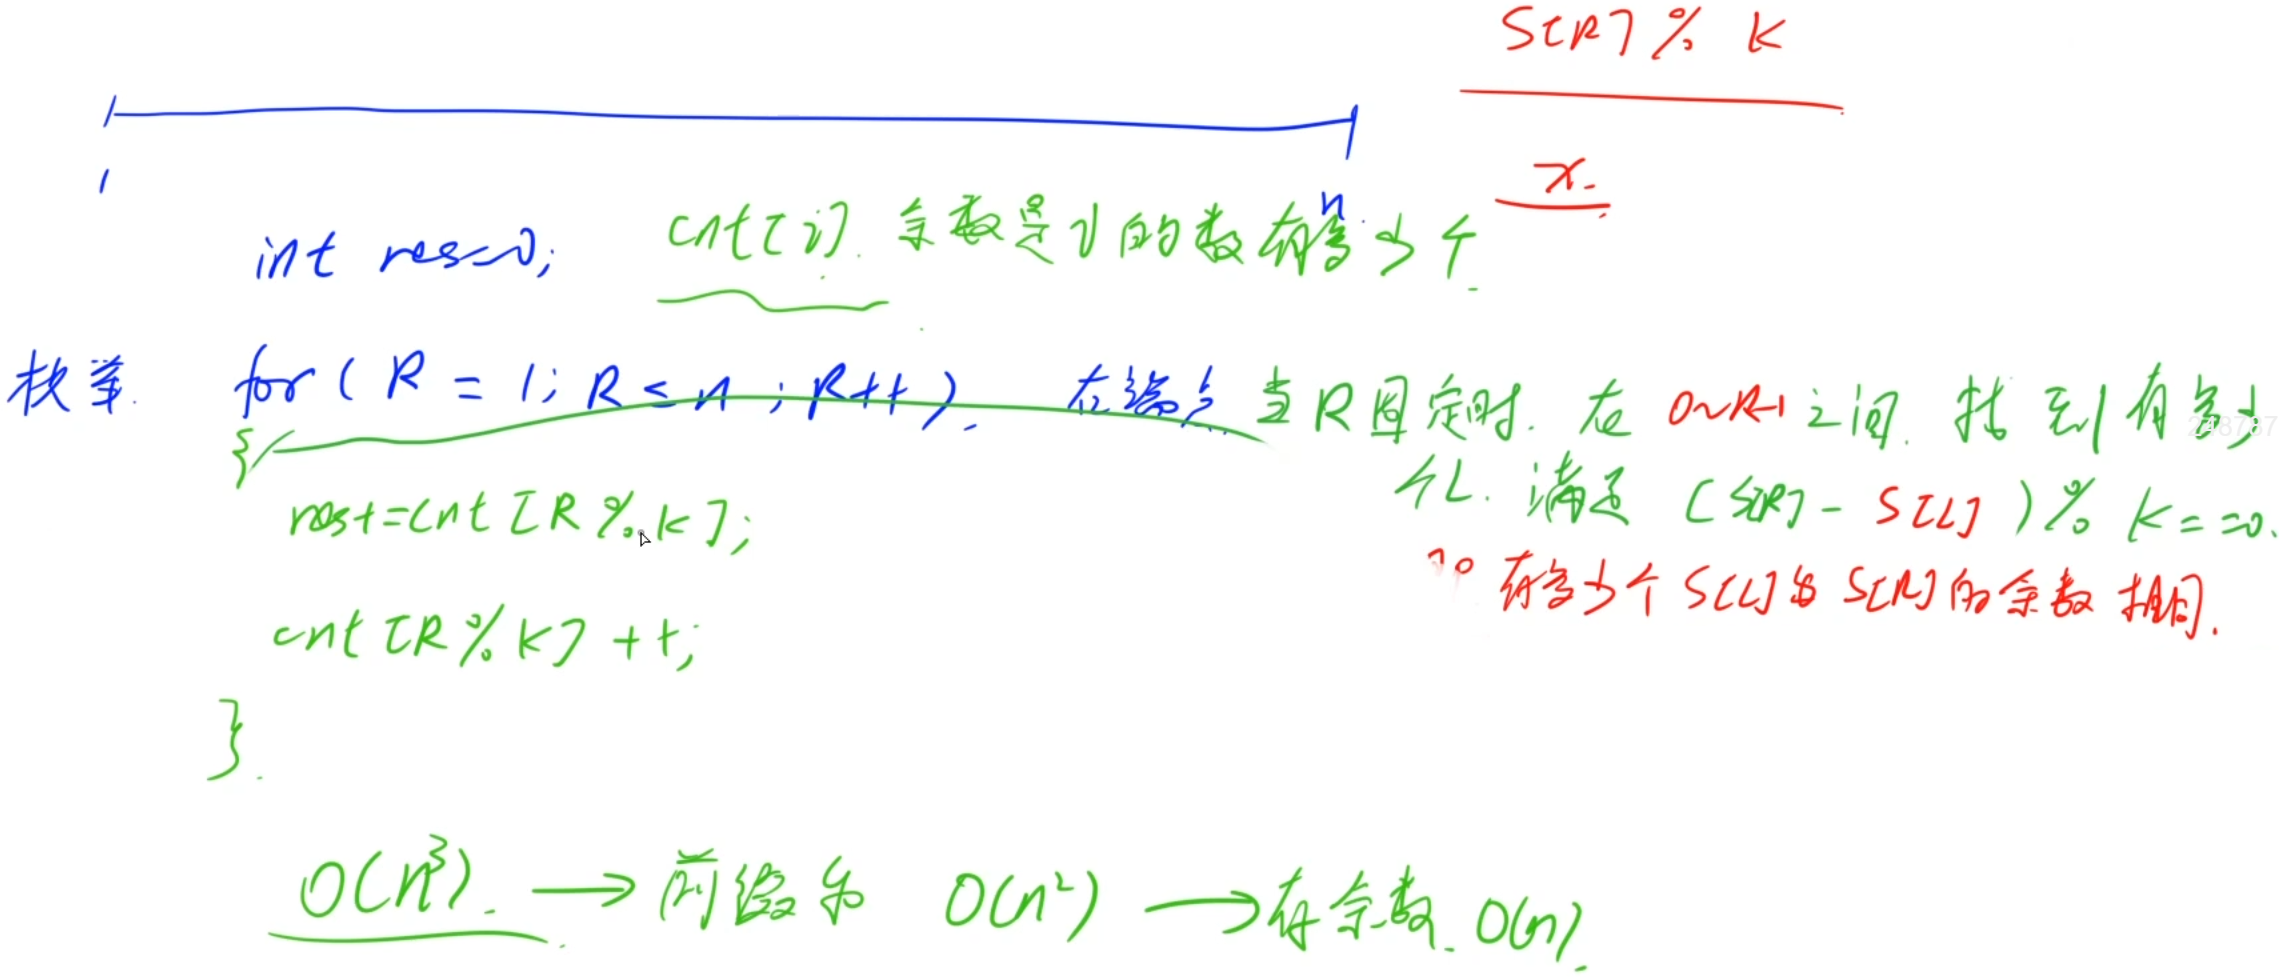 S[R] % K
x.
1
n.
int res=0;
cnt[i]. 余数是i的数有多少个.
枚举.
for ( R = 1; R ≤ n ; R++ ).
右端点
当R固定时. 在 0~R-1 之间. 找到有多少
个L. 满足 (S[R] - S[L]) % K == 0.
有多少个 S[L]与 S[R]的余数相同.
{
res+=cnt[R % K];
cnt[R % K] ++;
}.
O(n³). → 前缀和 O(n²) → 存余数. O(n).
248787